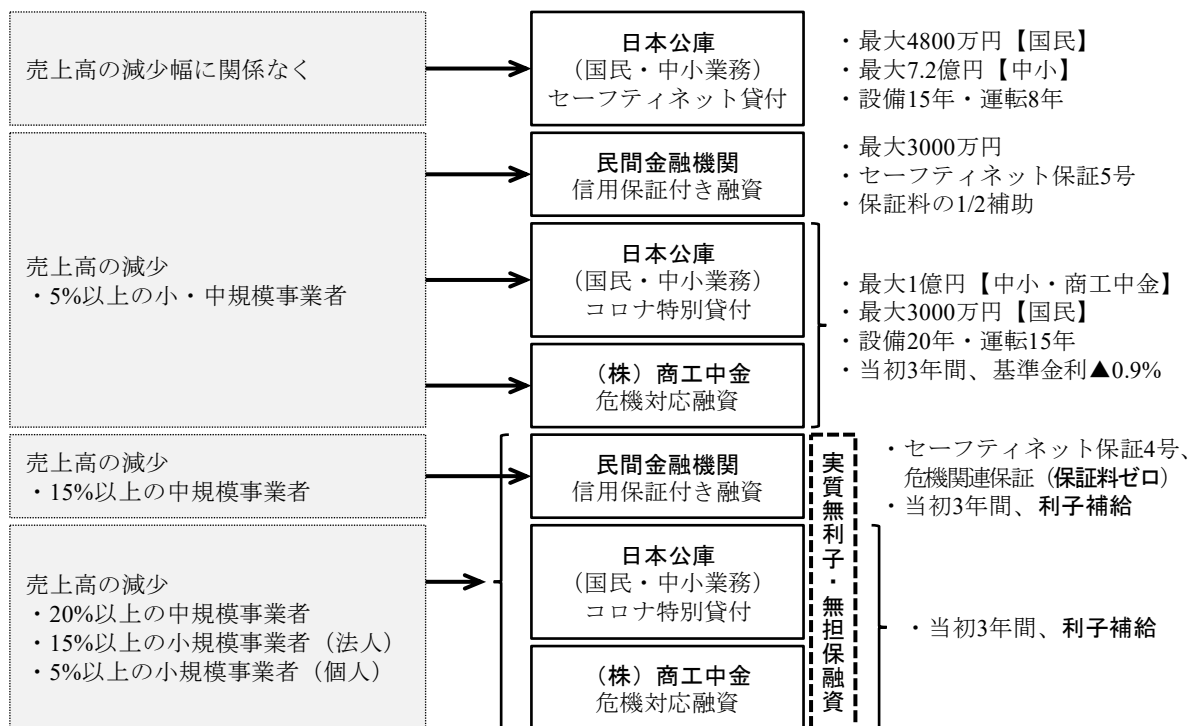 売上高の減少幅に関係なく
日本公庫
（国民・中小業務）
セーフティネット貸付
・最大4800万円【国民】
・最大7.2億円【中小】
・設備15年・運転8年
売上高の減少
・5%以上の小・中規模事業者
民間金融機関
信用保証付き融資
・最大3000万円
・セーフティネット保証5号
・保証料の1/2補助
日本公庫
（国民・中小業務）
コロナ特別貸付
（株）商工中金
危機対応融資
・最大1億円【中小・商工中金】
・最大3000万円【国民】
・設備20年・運転15年
・当初3年間、基準金利▲0.9%
売上高の減少
・15%以上の中規模事業者
民間金融機関
信用保証付き融資
・セーフティネット保証4号、
危機関連保証（保証料ゼロ）
・当初3年間、利子補給
売上高の減少
・20%以上の中規模事業者
・15%以上の小規模事業者（法人）
・5%以上の小規模事業者（個人）
日本公庫
（国民・中小業務）
コロナ特別貸付
（株）商工中金
危機対応融資
実質無利子・無担保融資
・当初3年間、利子補給